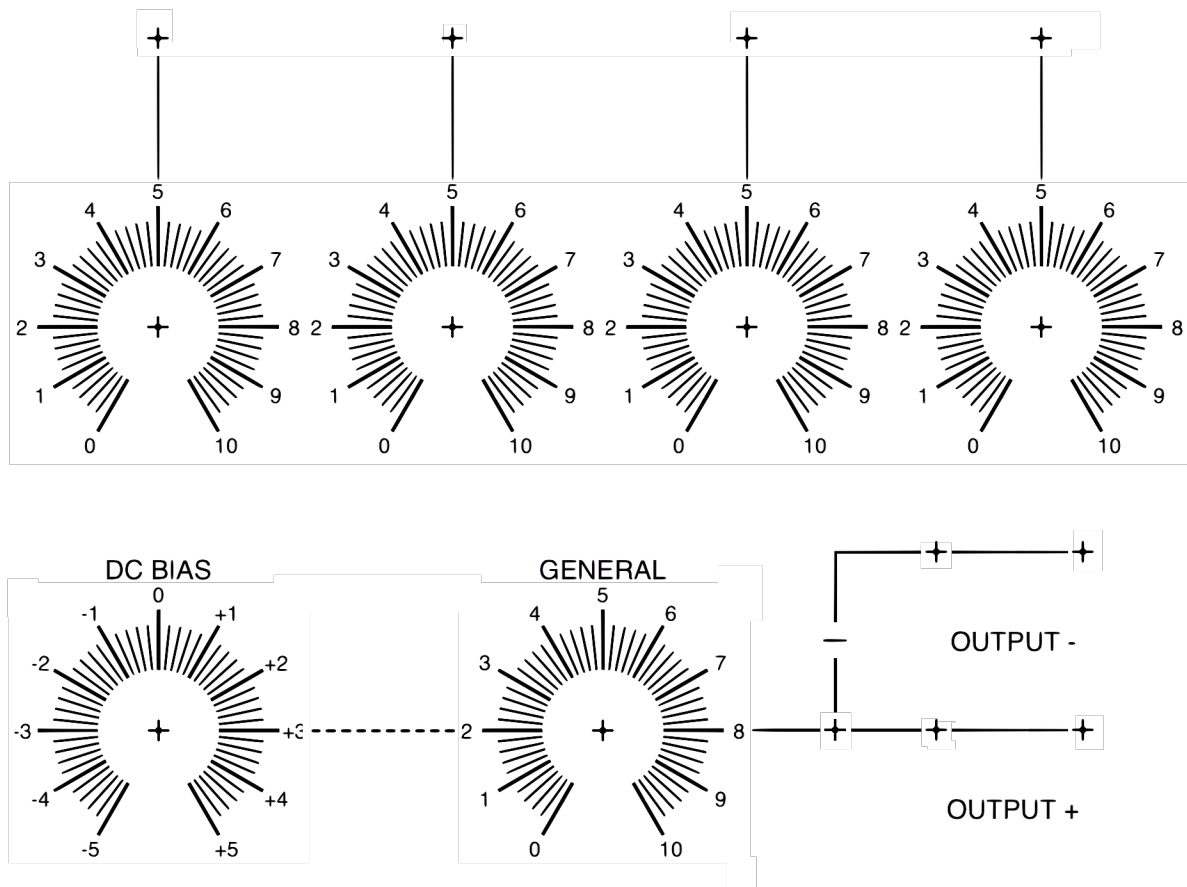 5 5 5 5
4 6 4 6 4 6 4 6
3 7 3 7 3 7 3 7
2 8 2 8 2 8 2 8
1 9 1 9 1 9 1 9
0 10 0 10 0 10 0 10
DC BIAS GENERAL
0 5
-1 +1 4 6
OUTPUT -
-2 +2 3 7
-3 +3 2 8
-4 +4 1 9
OUTPUT +
-5 +5 0 10